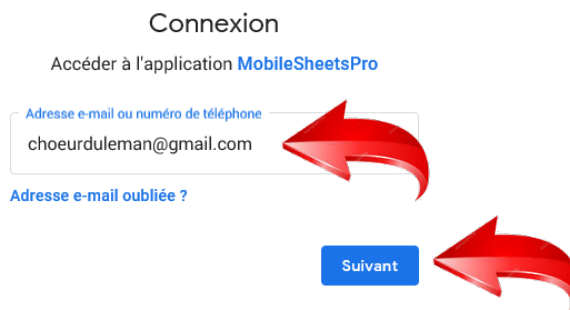 Connexion
Accéder à l'application MobileSheetsPro
Adresse e-mail ou numéro de téléphone
choeurduleman@gmail.com
Adresse e-mail oubliée ?
Suivant